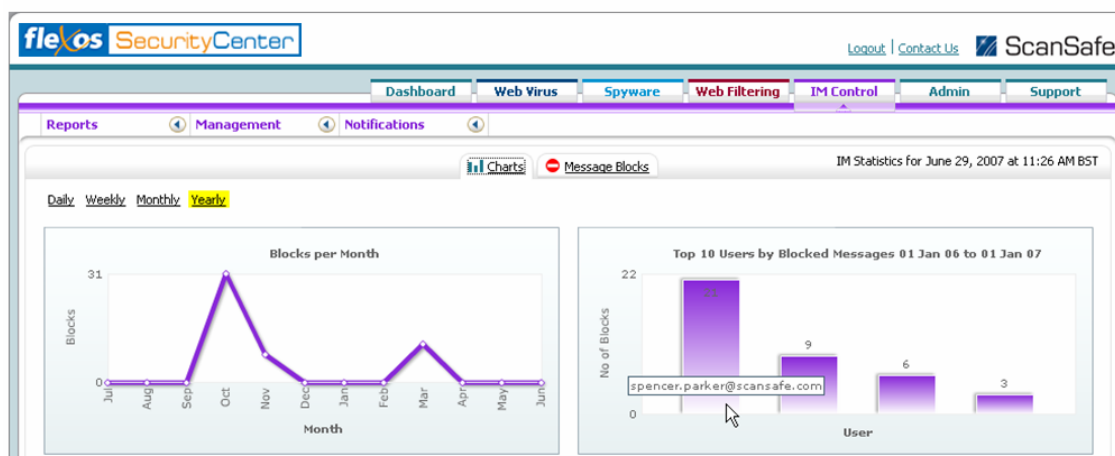 flexos SecurityCenter
Logout | Contact Us
ScanSafe
Dashboard
Web Virus
Spyware
Web Filtering
IM Control
Admin
Support
Reports
Management
Notifications
Charts
Message Blocks
IM Statistics for June 29, 2007 at 11:26 AM BST
Daily Weekly Monthly Yearly
Blocks per Month
31
Blocks
0
Jul Aug Sep Oct Nov Dec Jan Feb Mar Apr May Jun
Month
Top 10 Users by Blocked Messages 01 Jan 06 to 01 Jan 07
22
No of Blocks
9
6
3
spencer.parker@scansafe.com
0
User